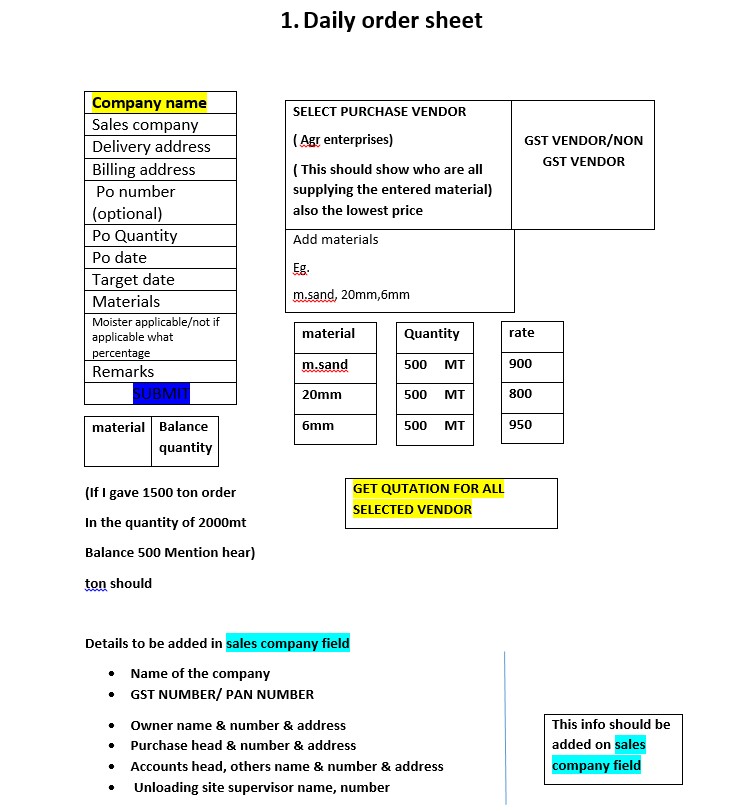 1. Daily order sheet
Company name
Sales company
Delivery address
Billing address
Po number
(optional)
Po Quantity
Po date
Target date
Materials
Moister applicable/not if
applicable what
percentage
Remarks
SUBMIT
material Balance
quantity
(If I gave 1500 ton order
In the quantity of 2000mt
Balance 500 Mention hear)
ton should
SELECT PURCHASE VENDOR
( Agr enterprises)
( This should show who are all
supplying the entered material)
also the lowest price
GST VENDOR/NON
GST VENDOR
Add materials
Eg.
m.sand, 20mm,6mm
material Quantity rate
m.sand 500 MT 900
20mm 500 MT 800
6mm 500 MT 950
GET QUTATION FOR ALL
SELECTED VENDOR
Details to be added in sales company field
• Name of the company
• GST NUMBER/ PAN NUMBER
• Owner name & number & address
• Purchase head & number & address
• Accounts head, others name & number & address
• Unloading site supervisor name, number
This info should be
added on sales
company field